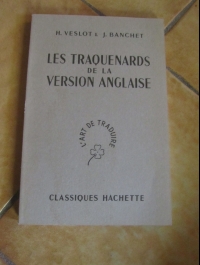 H. VESLOT & J. BANCHET
LES TRAQUENARDS
DE LA
VERSION ANGLAISE
L'ART DE TRADUIRE
CLASSIQUES HACHETTE